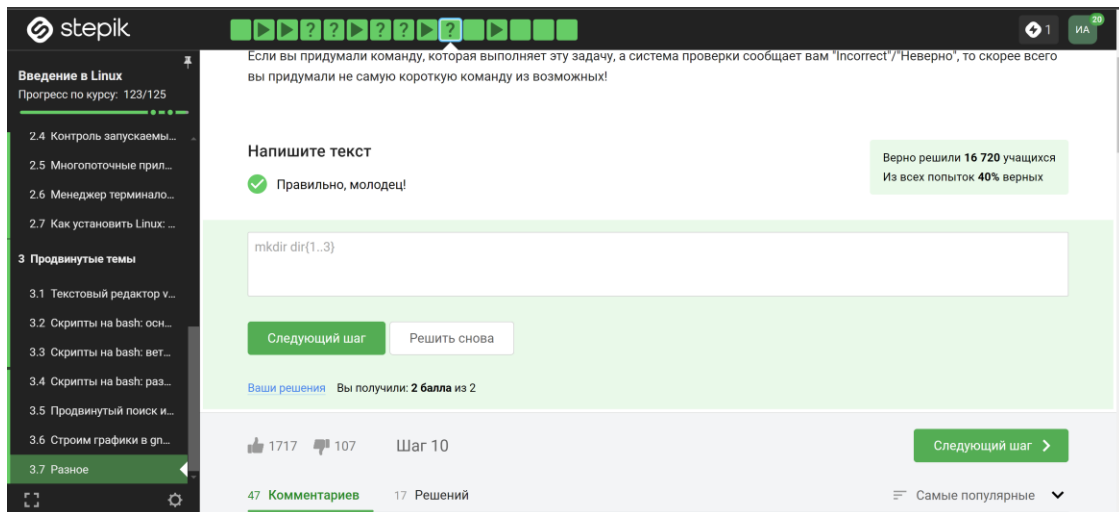 stepik
? ? ? ? ?
1
ИА
20
Введение в Linux
Прогресс по курсу: 123/125
2.4 Контроль запускаемы...
2.5 Многопоточные прил...
2.6 Менеджер терминало...
2.7 Как установить Linux: ...
3 Продвинутые темы
3.1 Текстовый редактор v...
3.2 Скрипты на bash: осн...
3.3 Скрипты на bash: вет...
3.4 Скрипты на bash: раз...
3.5 Продвинутый поиск и...
3.6 Строим графики в gn...
3.7 Разное
Если вы придумали команду, которая выполняет эту задачу, а система проверки сообщает вам "Incorrect"/"Неверно", то скорее всего
вы придумали не самую короткую команду из возможных!
Напишите текст
Правильно, молодец!
Верно решили 16 720 учащихся
Из всех попыток 40% верных
mkdir dir{1..3}
Следующий шаг
Решить снова
Ваши решения Вы получили: 2 балла из 2
1717 107 Шаг 10
Следующий шаг
47 Комментариев 17 Решений
Самые популярные